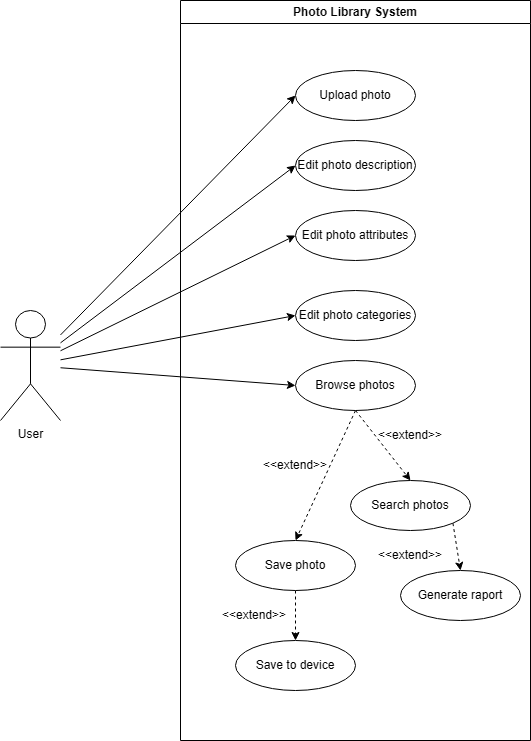 Photo Library System
Upload photo
Edit photo description
Edit photo attributes
Edit photo categories
Browse photos
User
<<extend>>
<<extend>>
Search photos
<<extend>>
Save photo
Generate raport
<<extend>>
Save to device